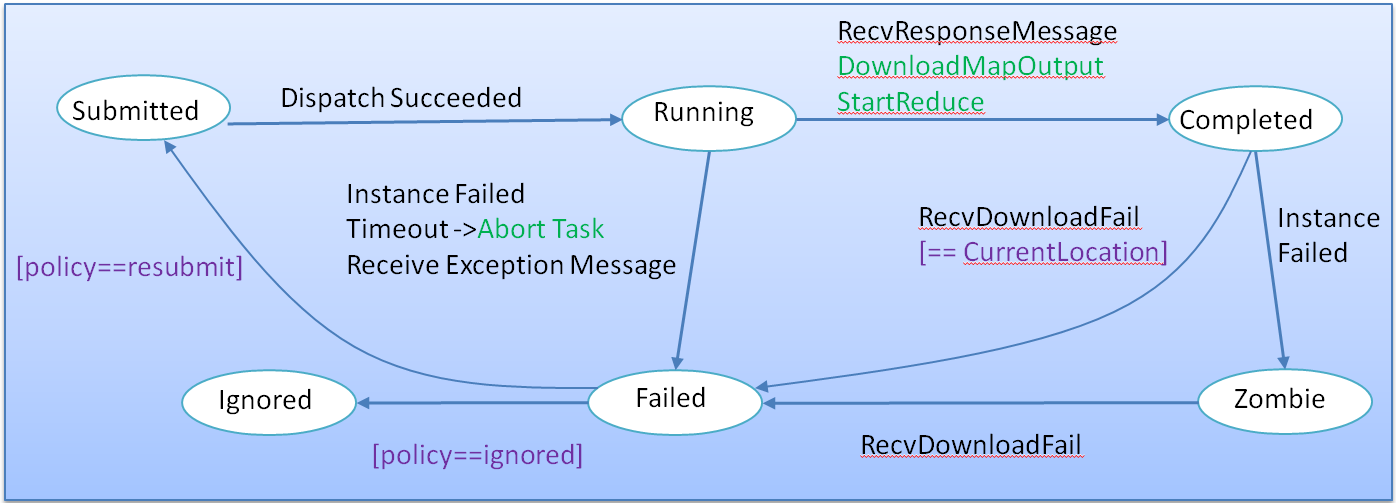 RecvResponseMessage
DownloadMapOutput
StartReduce
Submitted
Dispatch Succeeded
Running
Completed
Instance Failed
Timeout ->Abort Task
Receive Exception Message
[policy==resubmit]
RecvDownloadFail
[== CurrentLocation]
Instance
Failed
Ignored
Failed
Zombie
[policy==ignored]
RecvDownloadFail